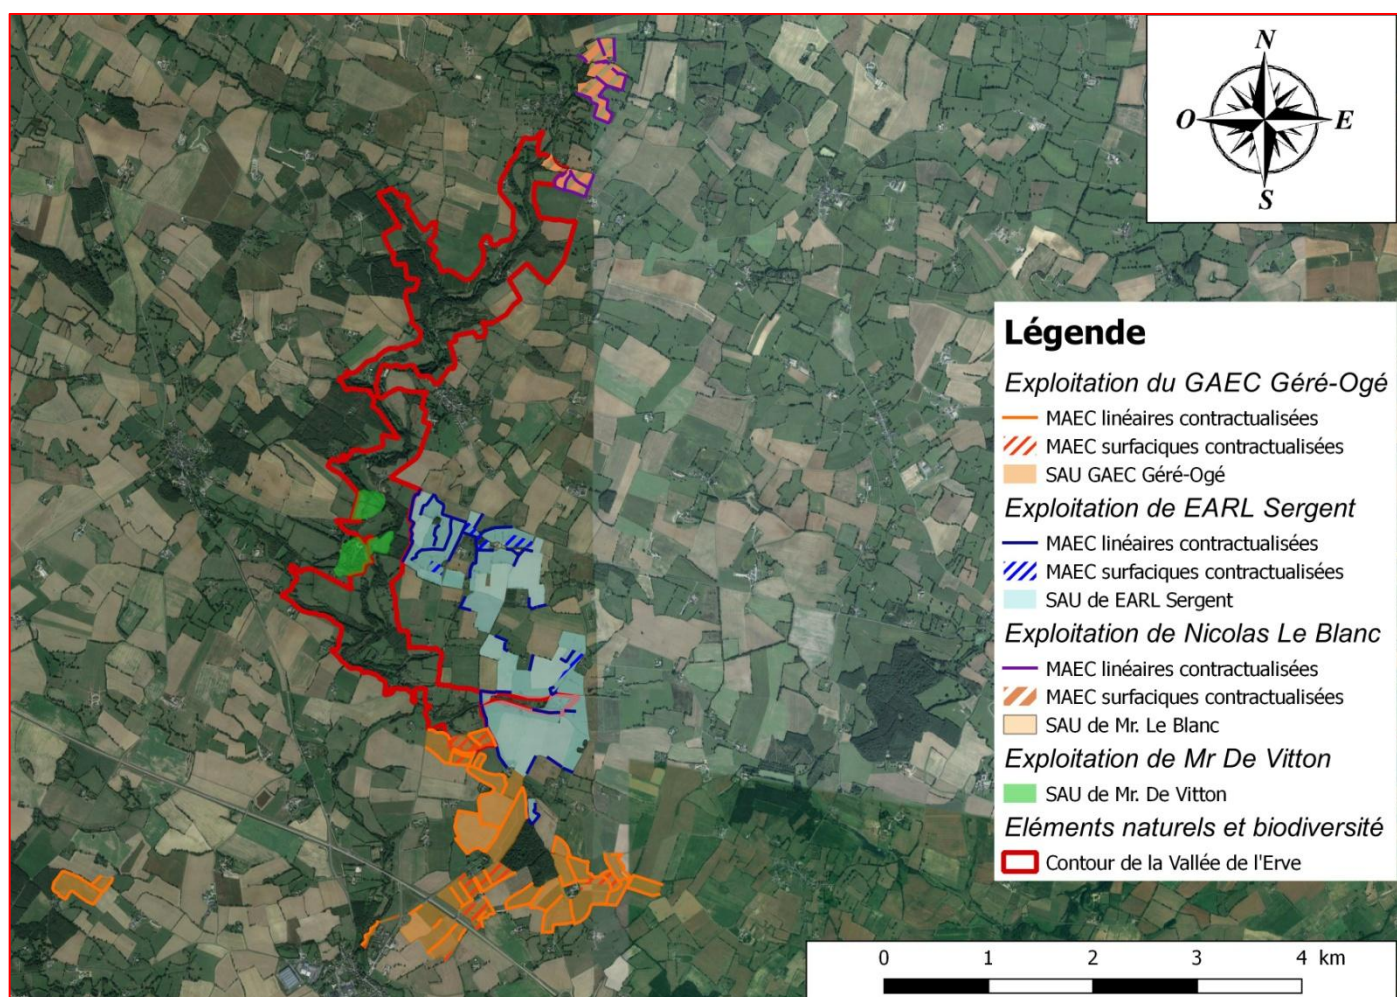 N
O
E
S
Légende
Exploitation du GAEC Géré-Ogé
MAEC linéaires contractualisées
MAEC surfaciques contractualisées
SAU GAEC Géré-Ogé
Exploitation de EARL Sergent
MAEC linéaires contractualisées
MAEC surfaciques contractualisées
SAU de EARL Sergent
Exploitation de Nicolas Le Blanc
MAEC linéaires contractualisées
MAEC surfaciques contractualisées
SAU de Mr. Le Blanc
Exploitation de Mr De Vitton
SAU de Mr. De Vitton
Eléments naturels et biodiversité
Contour de la Vallée de l'Erve
0 1 2 3 4 km